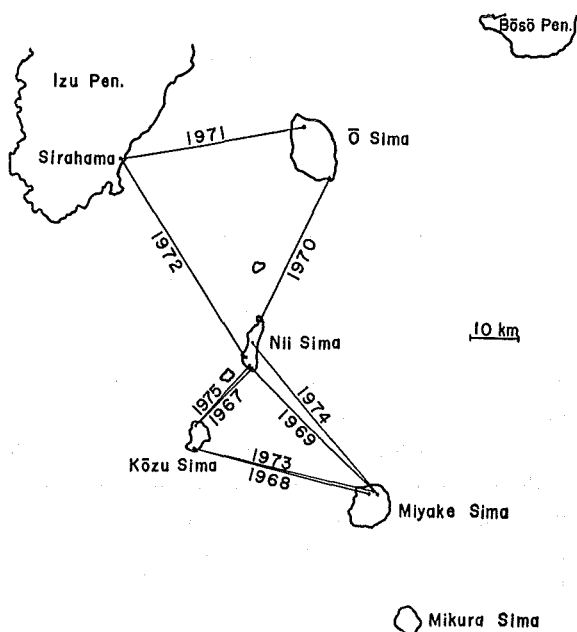 Bōsō Pen.
Izu Pen.
1971
Ō Sima
Sirahama
1972
1970
10 km
Nii Sima
1975
1967
1974
1969
1973
1968
Kōzu Sima
Miyake Sima
Mikura Sima